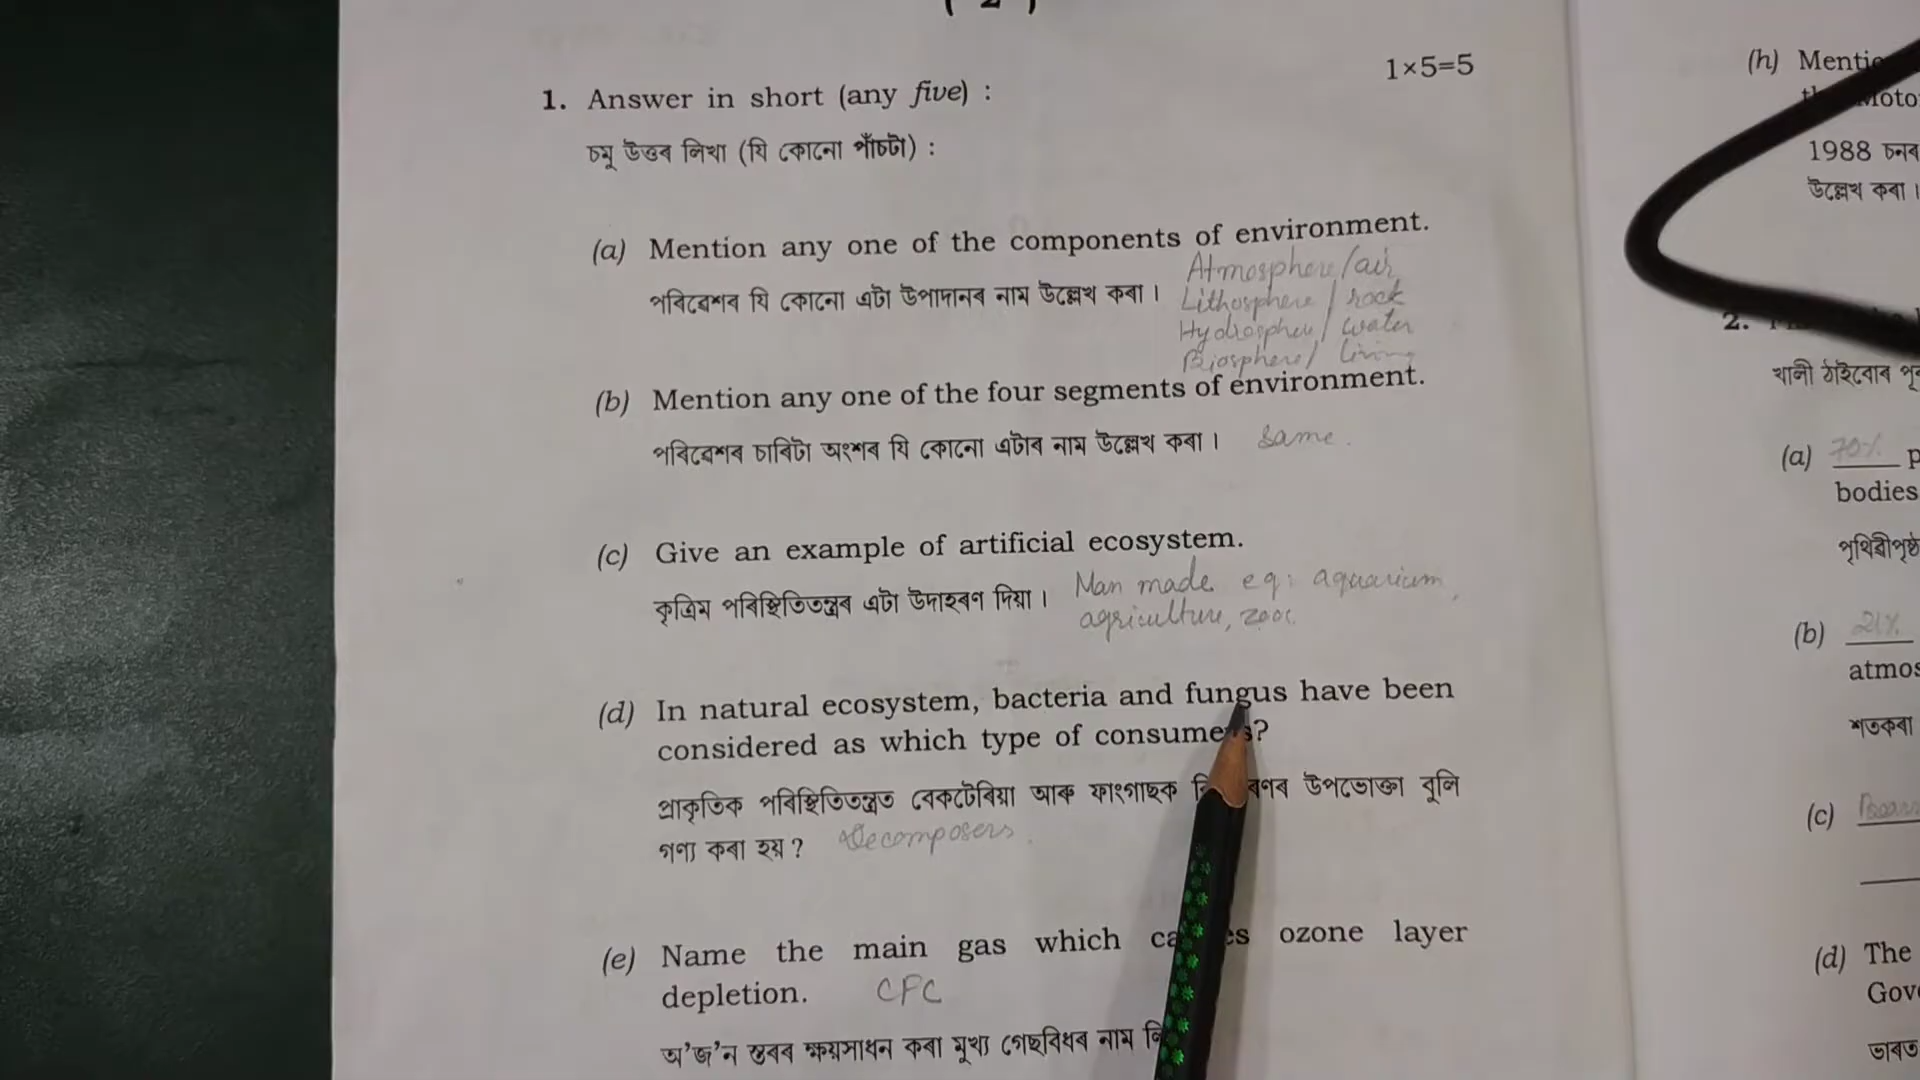 ( 2 )
1×5=5
1. Answer in short (any five) :
চমু উত্তৰ লিখা (যি কোনো পাঁচটা) :
(a) Mention any one of the components of environment.
Atmosphere/air
পৰিৱেশৰ যি কোনো এটা উপাদানৰ নাম উল্লেখ কৰা ।
Lithosphere / rock
Hydrosphere / water
Biosphere / living
(b) Mention any one of the four segments of environment.
পৰিৱেশৰ চাৰিটা অংশৰ যি কোনো এটাৰ নাম উল্লেখ কৰা । Same.
(c) Give an example of artificial ecosystem.
কৃত্ৰিম পৰিস্থিতিতন্ত্ৰৰ এটা উদাহৰণ দিয়া । Man made eg: aquarium,
agriculture, zoo.
(d) In natural ecosystem, bacteria and fungus have been
considered as which type of consumers?
প্ৰাকৃতিক পৰিস্থিতিতন্ত্ৰত বেকটেৰিয়া আৰু ফাংগাছক উপভোক্তা বুলি
গণ্য কৰা হয় ? Decomposers.
(e) Name the main gas which ozone layer
depletion. CFC
অ'জ'ন স্তৰৰ ক্ষয়সাধন কৰা মূখ্য গেছবিধৰ নাম
(h)
1988 চনৰ
উল্লেখ কৰা ।
2.
খালী ঠাইবোৰ
(a) 70%
bodies
(b) 21%
শতকৰা
(c)
(d) The